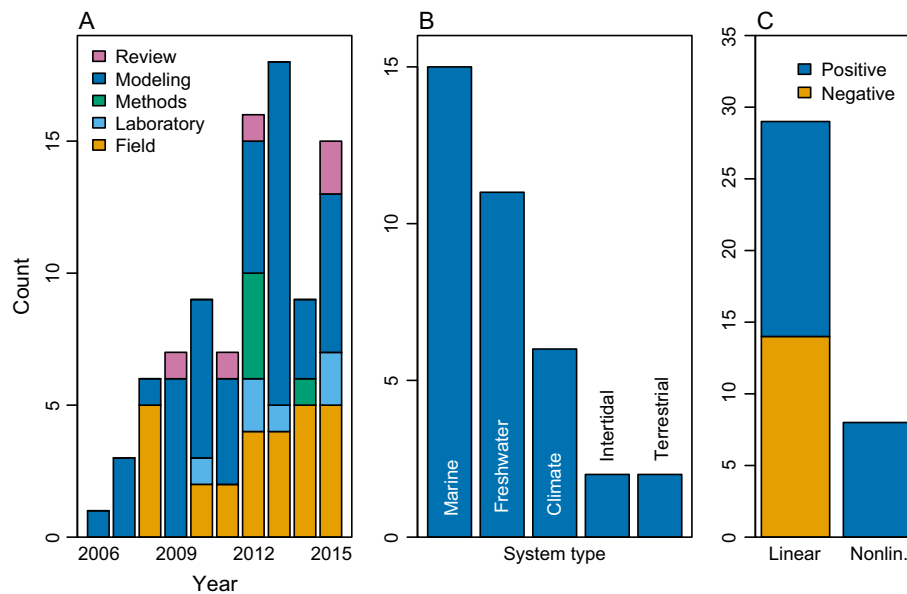 A
Review
Modeling
Methods
Laboratory
Field
Count
0
5
10
15
2006
2009
2012
2015
Year
B
0
5
10
15
Marine
Freshwater
Climate
Intertidal
Terrestrial
System type
C
Positive
Negative
0
5
10
15
20
25
30
35
Linear
Nonlin.